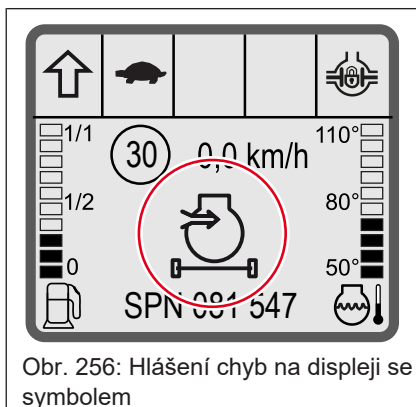 1/1
110°
30
0,0 km/h
1/2
80°
0
50°
SPN 081 547
Obr. 256: Hlášení chyb na displeji se
symbolem